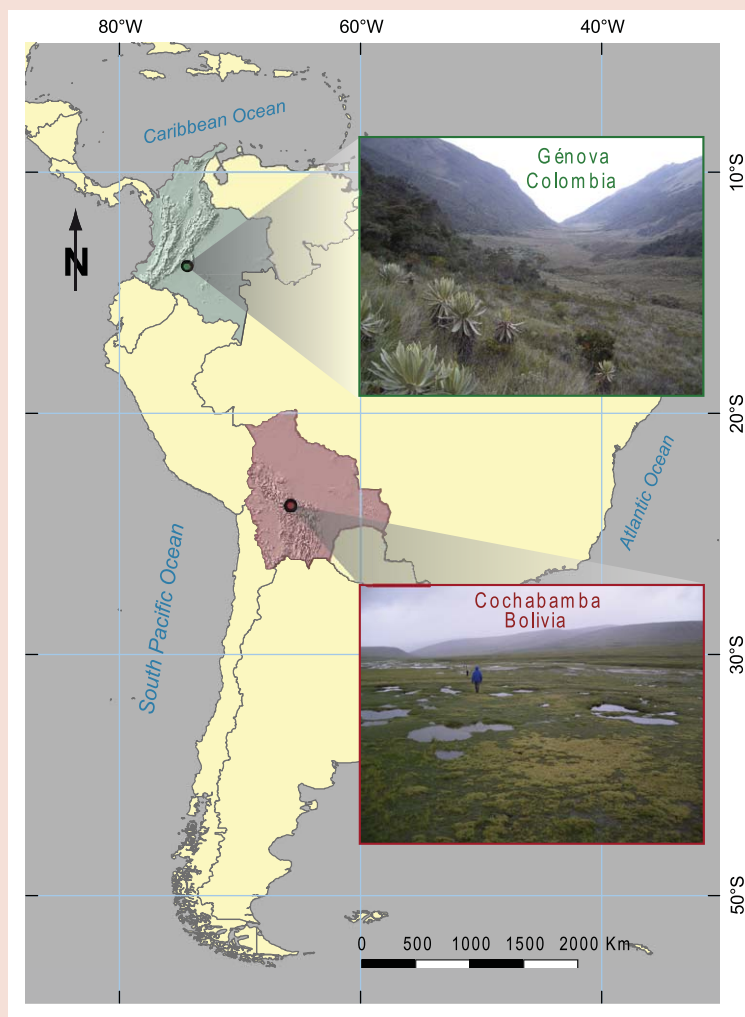 80°W 60°W 40°W
Caribbean Ocean
Génova
Colombia
10°S
N
20°S
Atlantic Ocean
South Pacific Ocean
Cochabamba
Bolivia
30°S
50°S
0 500 1000 1500 2000 Km